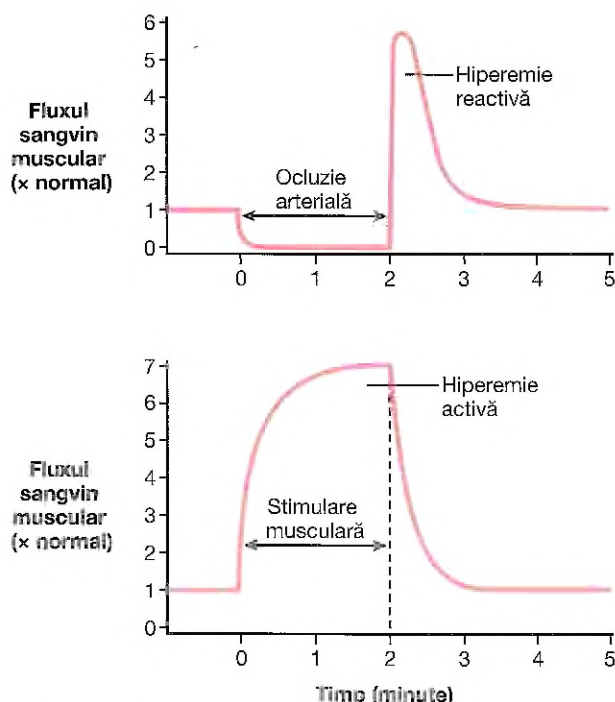 Fluxul
sangvin
muscular
(× normal)
6
5
4
3
2
1
0
Hiperemie
reactivă
Ocluzie
arterială
0 1 2 3 4 5
Fluxul
sangvin
muscular
(× normal)
7
6
5
4
3
2
1
0
Hiperemie
activă
Stimulare
musculară
0 1 2 3 4 5
Timp (minute)